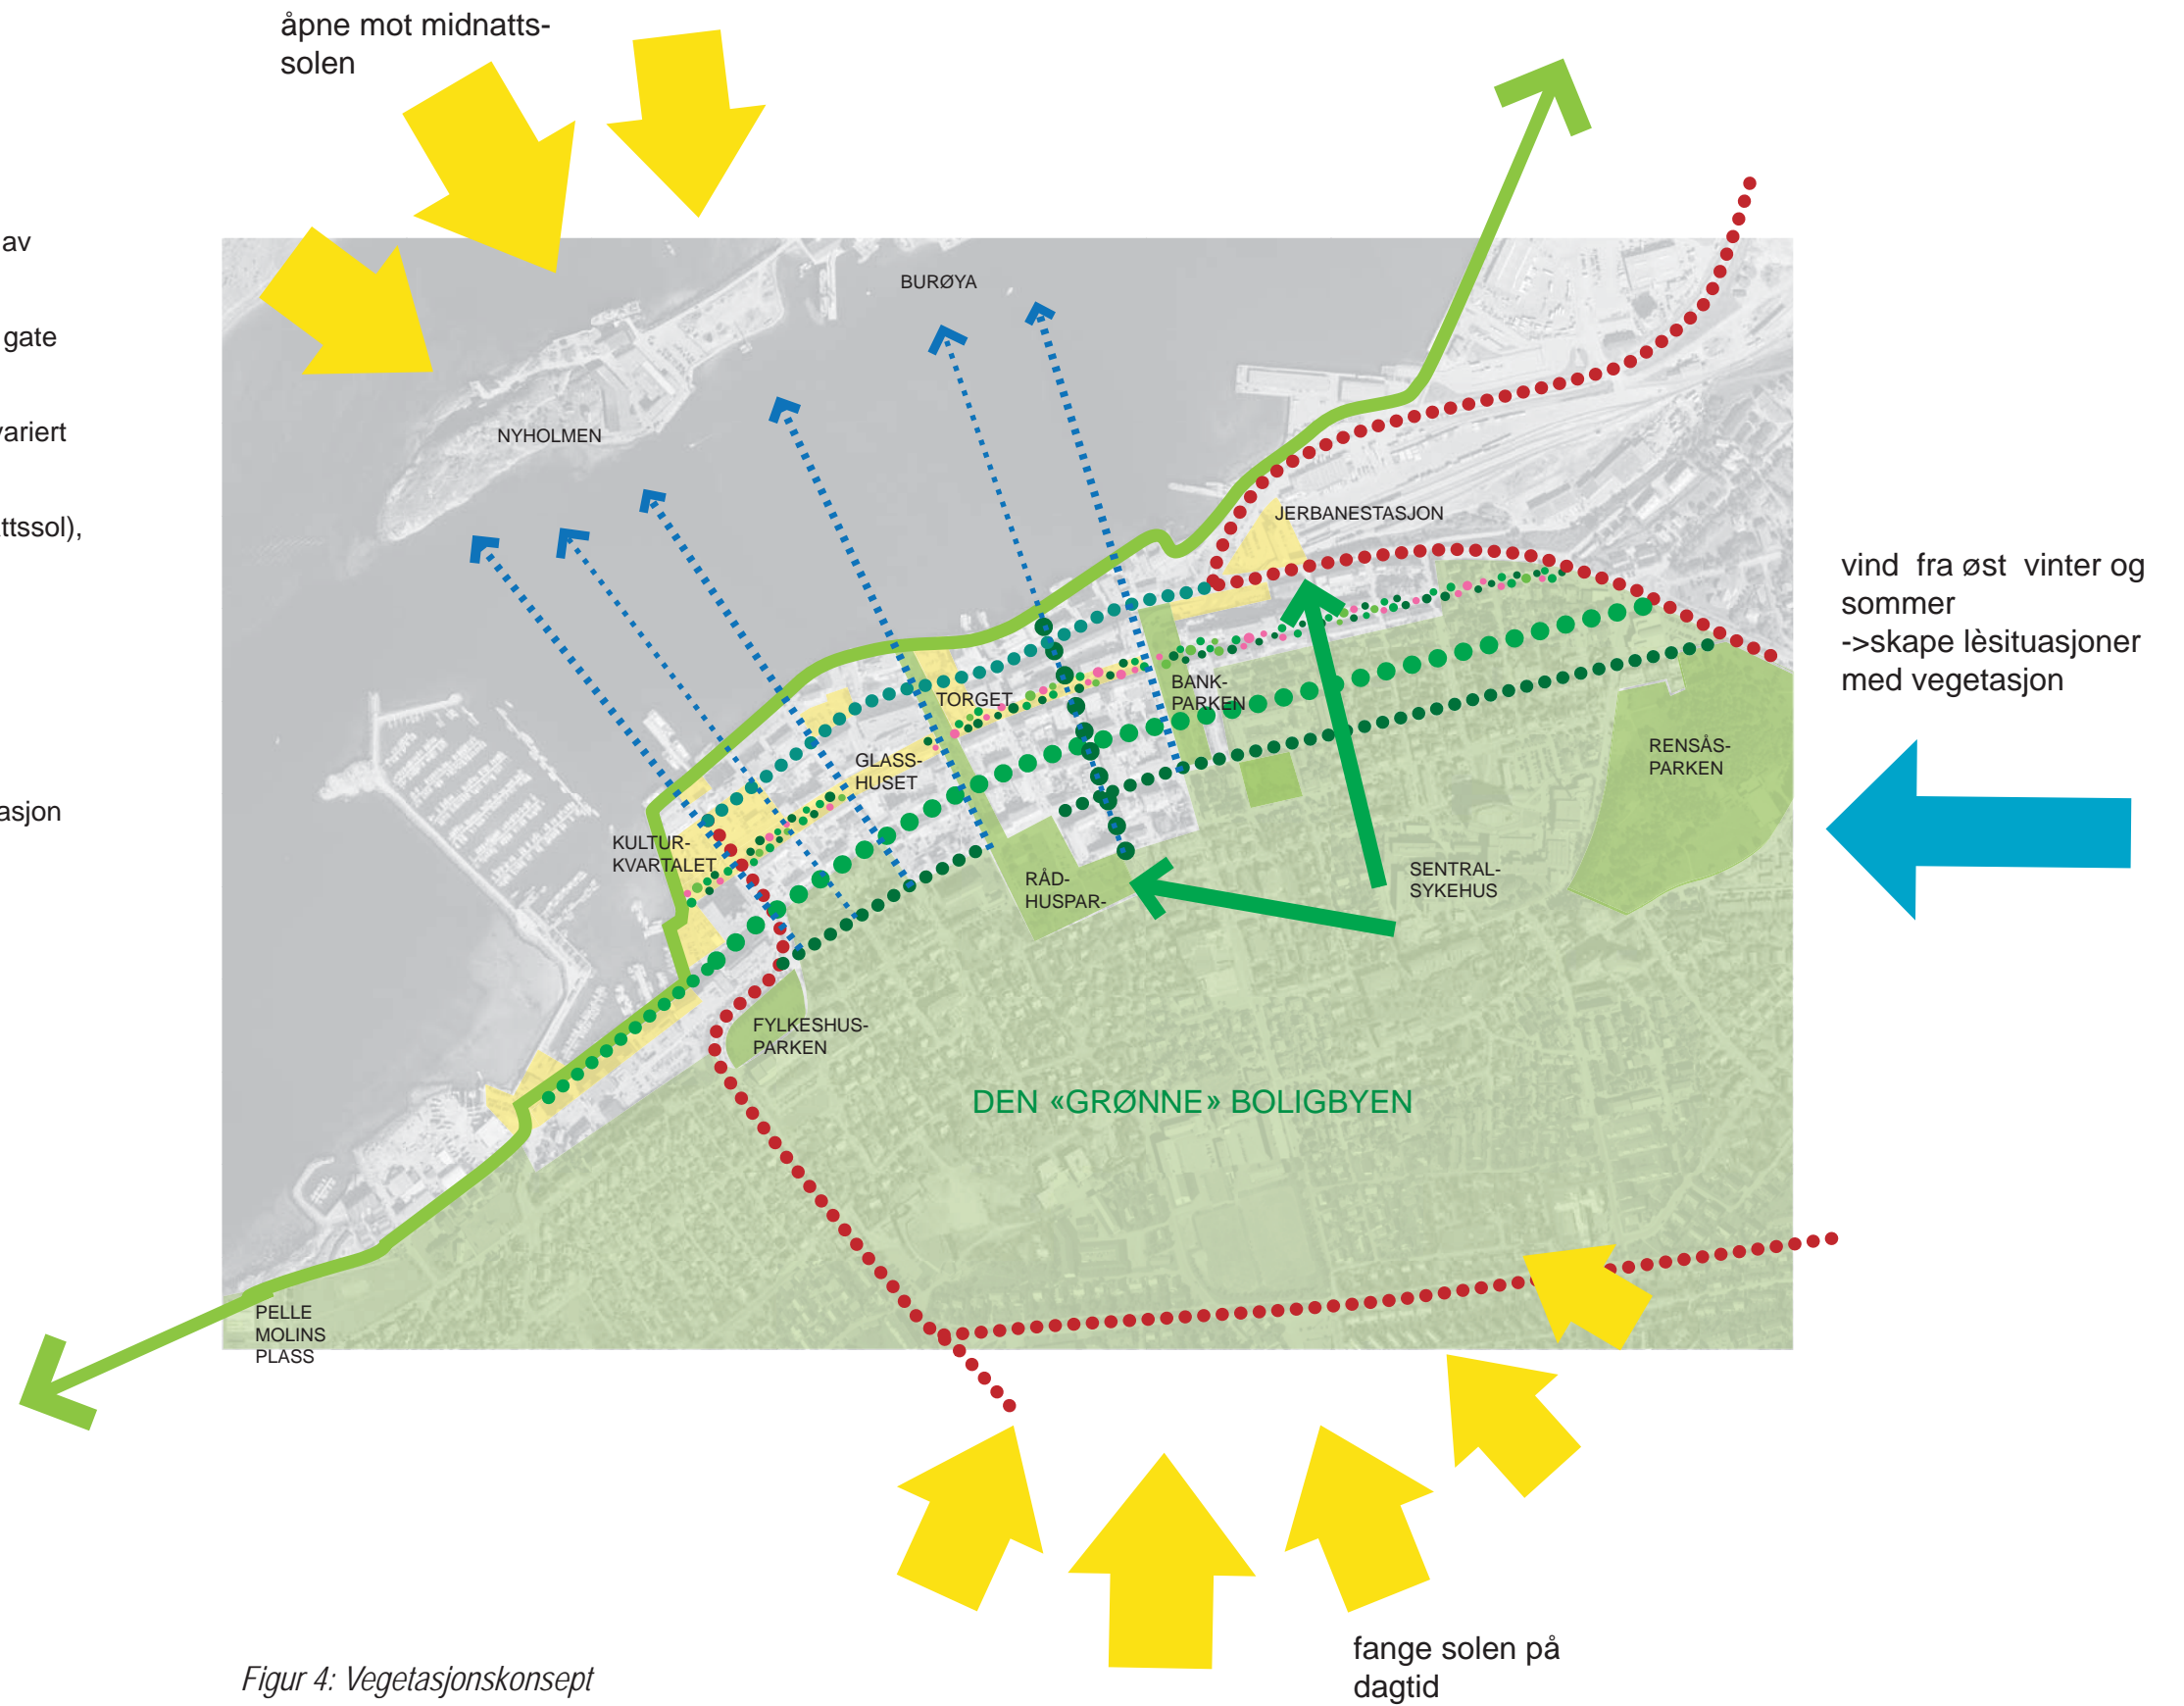 åpne mot midnatts-
solen
av
gate
variert
ttssol),
asjon
BURØYA
NYHOLMEN
JERBANESTASJON
vind fra øst vinter og
sommer
->skape lèsituasjoner
med vegetasjon
TORGET
BANK-
PARKEN
GLASS-
HUSET
RENSÅS-
PARKEN
KULTUR-
KVARTALET
RÅD-
HUSPAR-
SENTRAL-
SYKEHUS
FYLKESHUS-
PARKEN
DEN «GRØNNE» BOLIGBYEN
PELLE
MOLINS
PLASS
fange solen på
dagtid
Figur 4: Vegetasjonskonsept